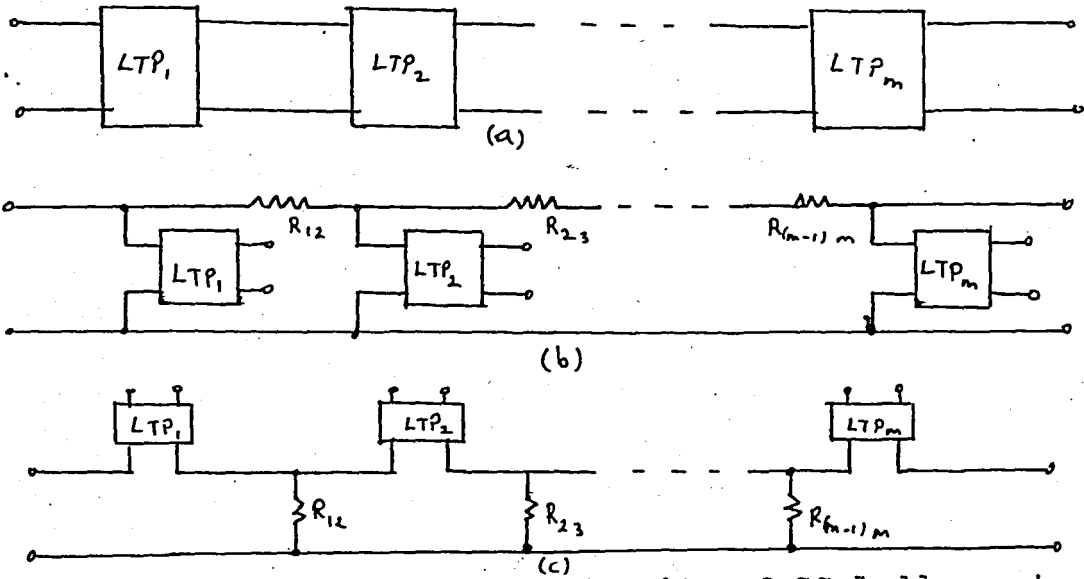 LTP₁ LTP₂ LTPₘ
(a)
R₁₂ R₂₃ R₍ₘ₋₁₎ₘ
LTP₁ LTP₂ LTPₘ
(b)
LTP₁ LTP₂ LTPₘ
R₁₂ R₂₃ R₍ₘ₋₁₎ₘ
(c)